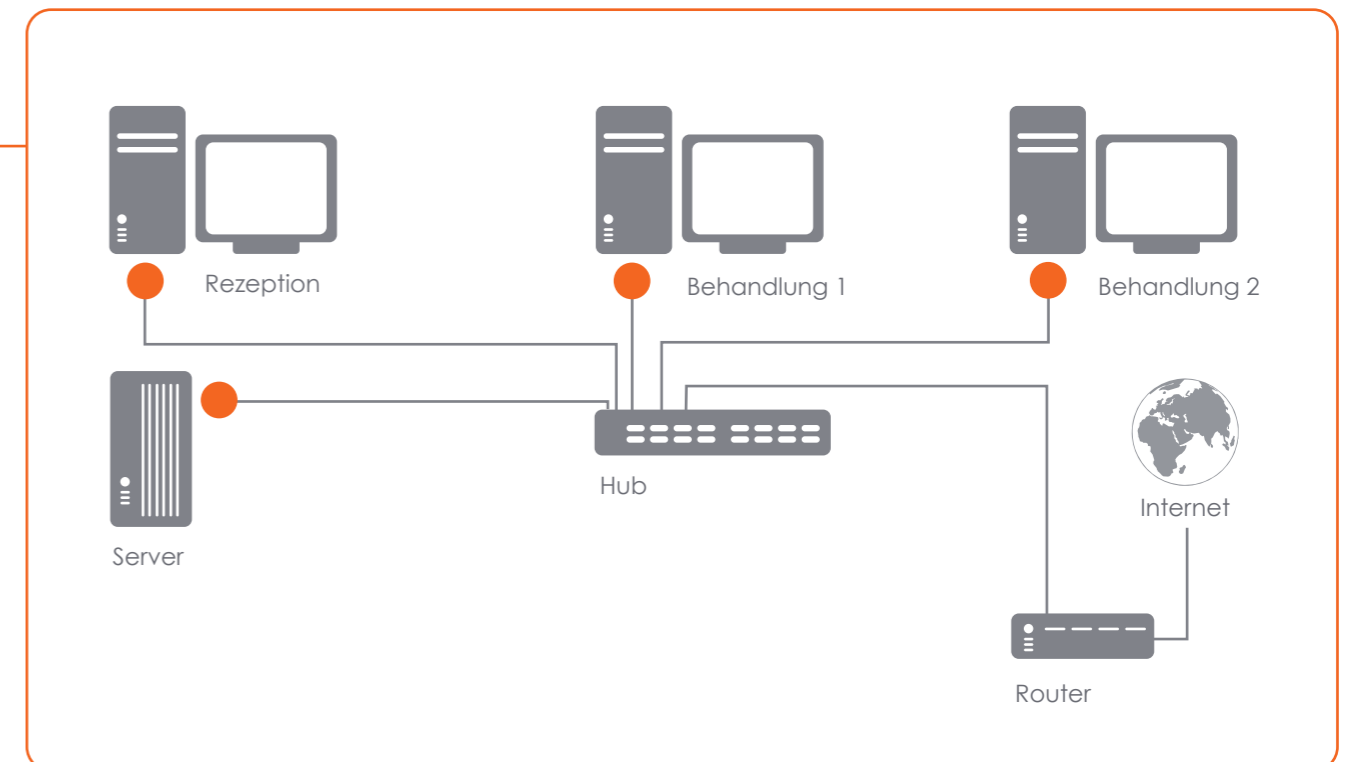 Rezeption
Behandlung 1
Behandlung 2
Hub
Internet
Server
Router